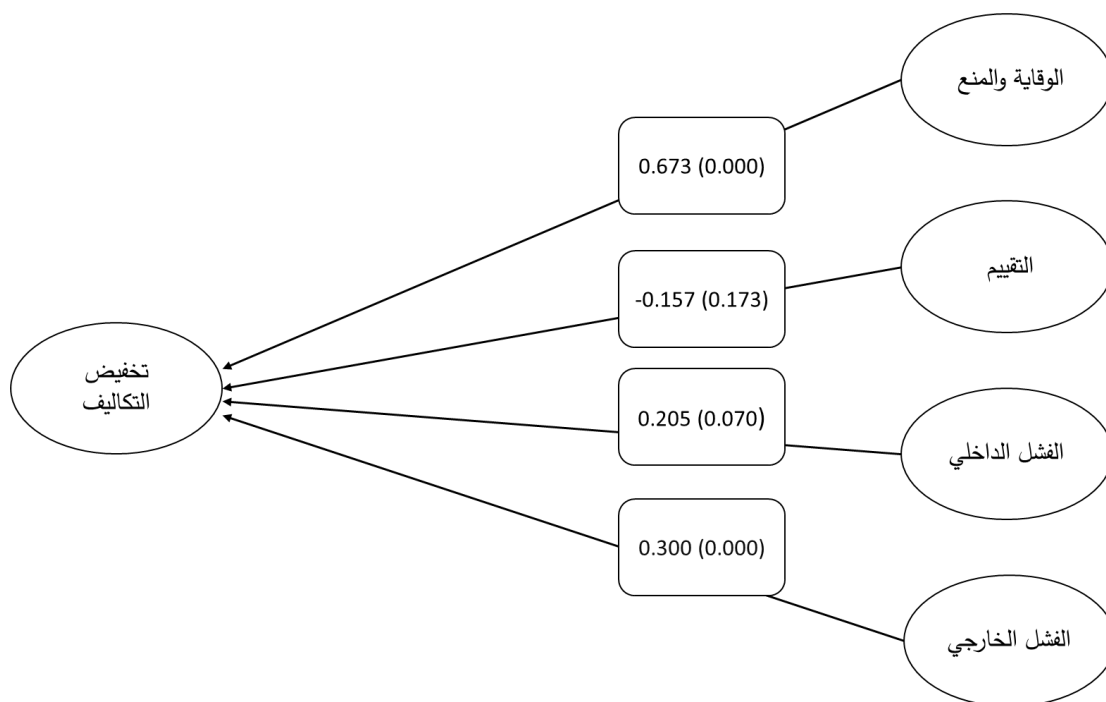 الوقاية والمنع
0.673 (0.000)
التقييم
-0.157 (0.173)
تخفيض
التكاليف
0.205 (0.070)
الفشل الداخلي
0.300 (0.000)
الفشل الخارجي